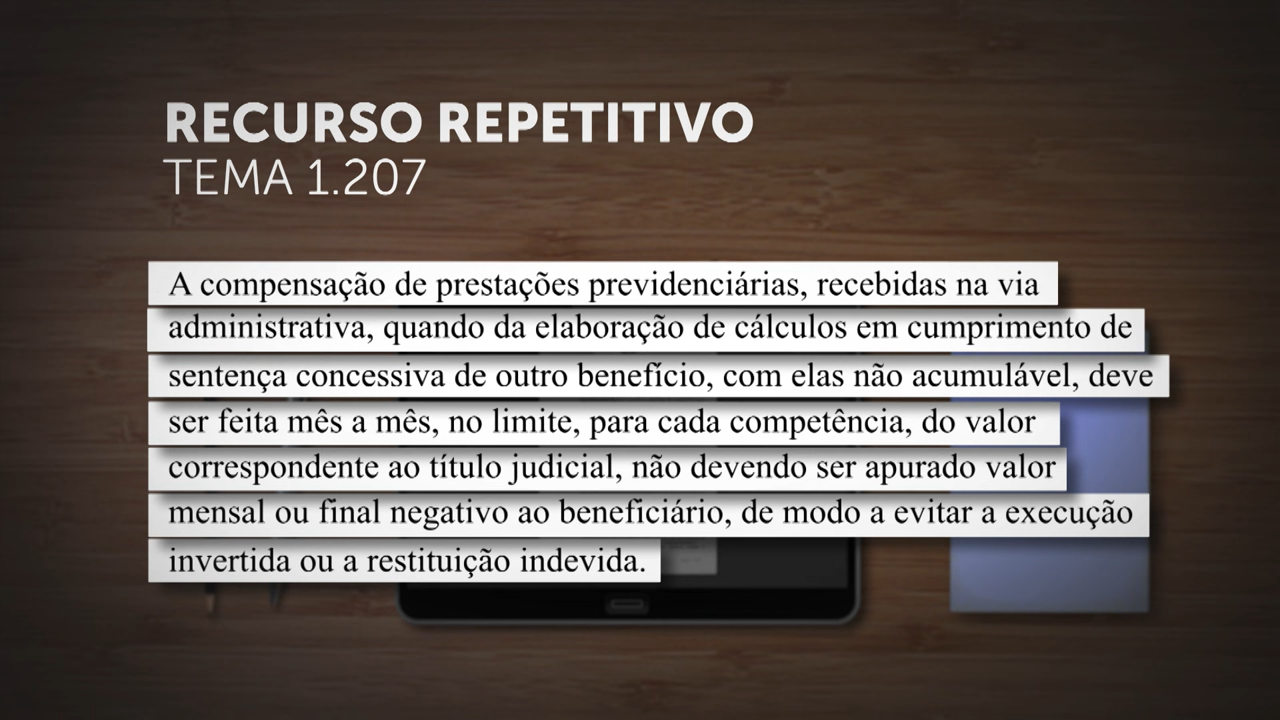 RECURSO REPETITIVO
TEMA 1.207
A compensação de prestações previdenciárias, recebidas na via
administrativa, quando da elaboração de cálculos em cumprimento de
sentença concessiva de outro benefício, com elas não acumulável, deve
ser feita mês a mês, no limite, para cada competência, do valor
correspondente ao título judicial, não devendo ser apurado valor
mensal ou final negativo ao beneficiário, de modo a evitar a execução
invertida ou a restituição indevida.